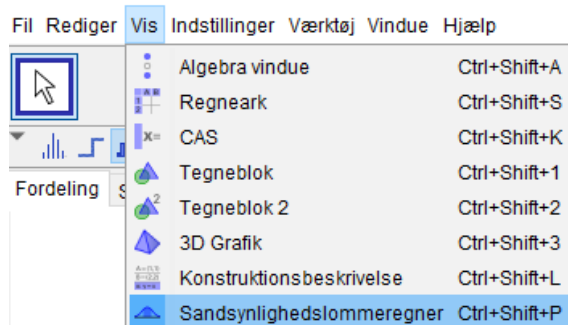 Fil Rediger Vis Indstillinger Værktøj Vindue Hjælp
Algebra vindue Ctrl+Shift+A
Regneark Ctrl+Shift+S
CAS Ctrl+Shift+K
Tegneblok Ctrl+Shift+1
Fordeling
Tegneblok 2 Ctrl+Shift+2
3D Grafik Ctrl+Shift+3
Konstruktionsbeskrivelse Ctrl+Shift+L
Sandsynlighedslommeregner Ctrl+Shift+P